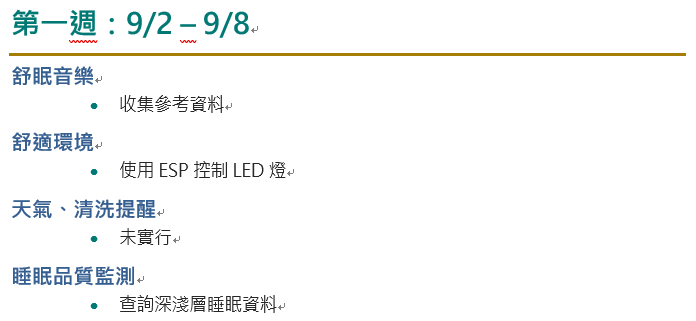 第一週：9/2 – 9/8
舒眠音樂
• 收集參考資料
舒適環境
• 使用 ESP 控制 LED 燈
天氣、清洗提醒
• 未實行
睡眠品質監測
• 查詢深淺層睡眠資料